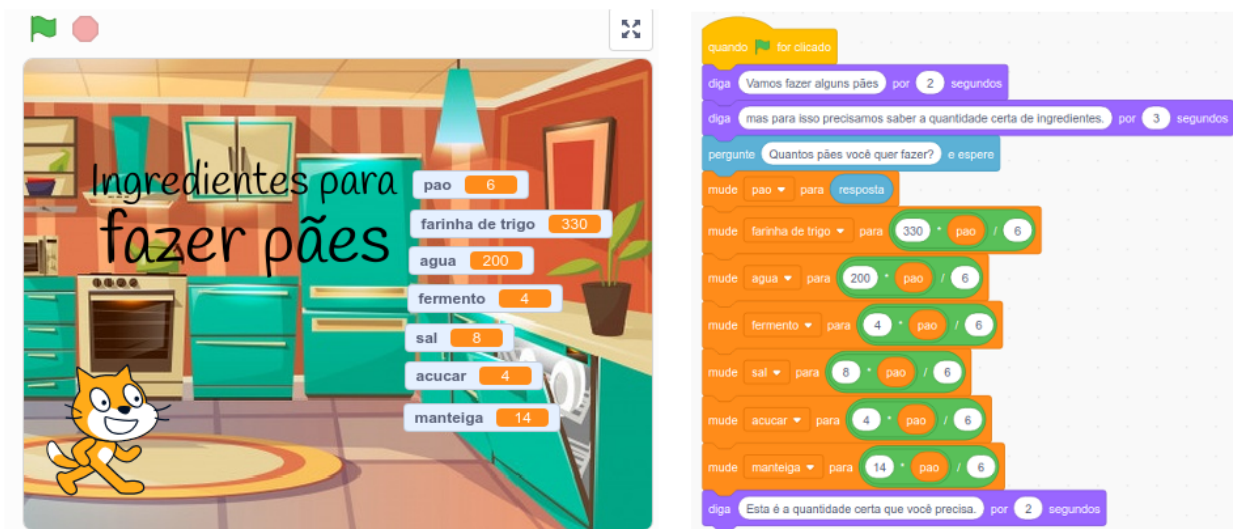 Ingredientes para
fazer pães
pao 6
farinha de trigo 330
agua 200
fermento 4
sal 8
acucar 4
manteiga 14
quando for clicado
diga Vamos fazer alguns pães por 2 segundos
diga mas para isso precisamos saber a quantidade certa de ingredientes. por 3 segundos
pergunte Quantos pães você quer fazer? e espere
mude pao para resposta
mude farinha de trigo para 330 * pao / 6
mude agua para 200 * pao / 6
mude fermento para 4 * pao / 6
mude sal para 8 * pao / 6
mude acucar para 4 * pao / 6
mude manteiga para 14 * pao / 6
diga Esta é a quantidade certa que você precisa. por 2 segundos